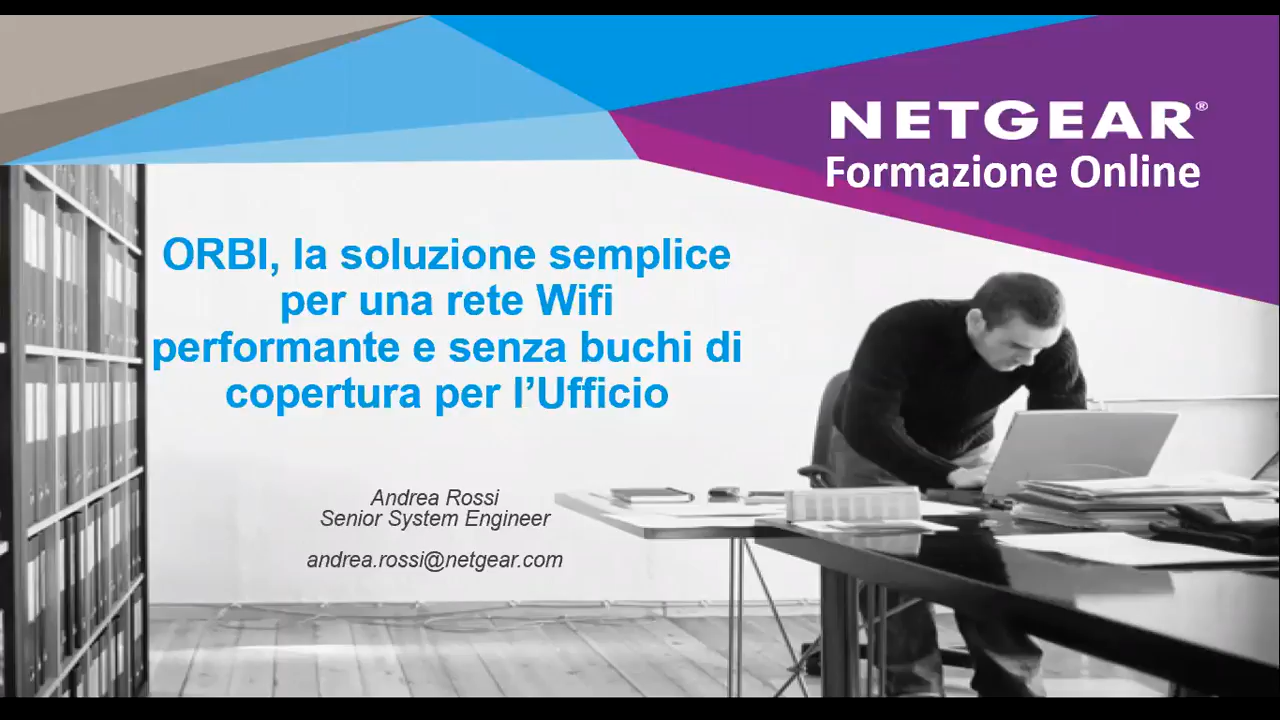 NETGEAR®
Formazione Online
ORBI, la soluzione semplice
per una rete Wifi
performante e senza buchi di
copertura per l’Ufficio
Andrea Rossi
Senior System Engineer
andrea.rossi@netgear.com